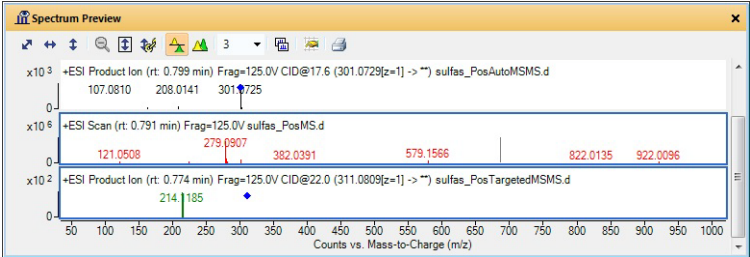 Spectrum Preview
3
x10 3 +ESI Product Ion (rt: 0.799 min) Frag=125.0V CID@17.6 (301.0729[z=1] -> **) sulfas_PosAutoMSMS.d
107.0810 208.0141 301.0725
0
x10 6 +ESI Scan (rt: 0.791 min) Frag=125.0V sulfas_PosMS.d
279.0907
121.0508 382.0391 579.1566 822.0135 922.0096
0
x10 2 +ESI Product Ion (rt: 0.774 min) Frag=125.0V CID@22.0 (311.0809[z=1] -> **) sulfas_PosTargetedMSMS.d
214.1185
0
50 100 150 200 250 300 350 400 450 500 550 600 650 700 750 800 850 900 950 1000
Counts vs. Mass-to-Charge (m/z)